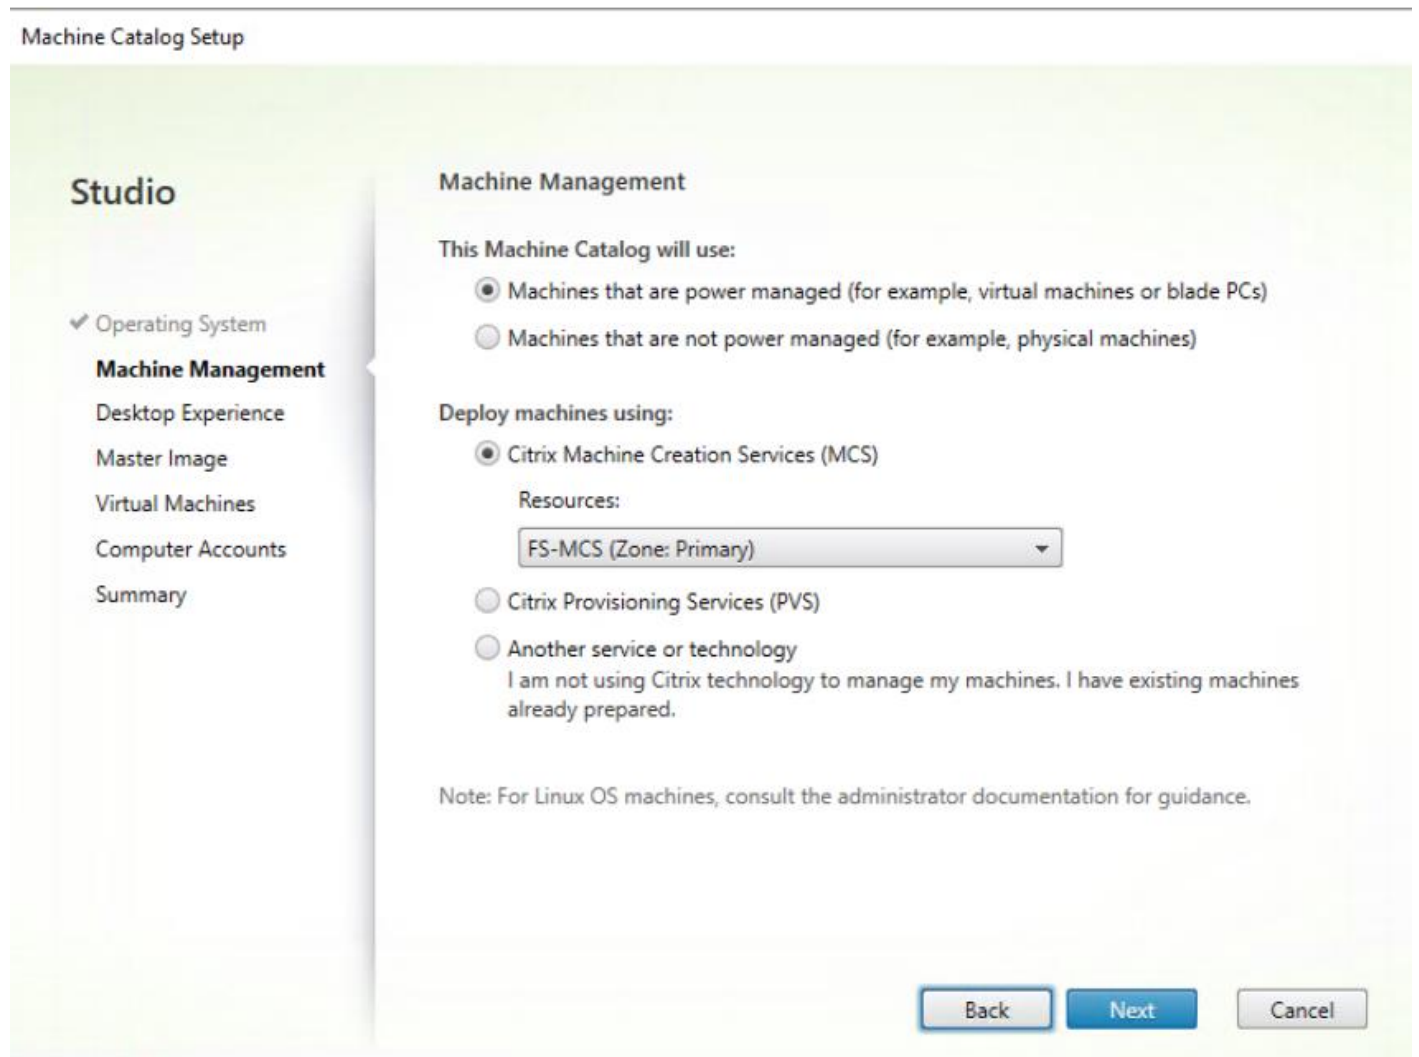 Machine Catalog Setup
Studio
Operating System
Machine Management
Desktop Experience
Master Image
Virtual Machines
Computer Accounts
Summary
Machine Management
This Machine Catalog will use:
Machines that are power managed (for example, virtual machines or blade PCs)
Machines that are not power managed (for example, physical machines)
Deploy machines using:
Citrix Machine Creation Services (MCS)
Resources:
FS-MCS (Zone: Primary)
Citrix Provisioning Services (PVS)
Another service or technology
I am not using Citrix technology to manage my machines. I have existing machines
already prepared.
Note: For Linux OS machines, consult the administrator documentation for guidance.
Back
Next
Cancel